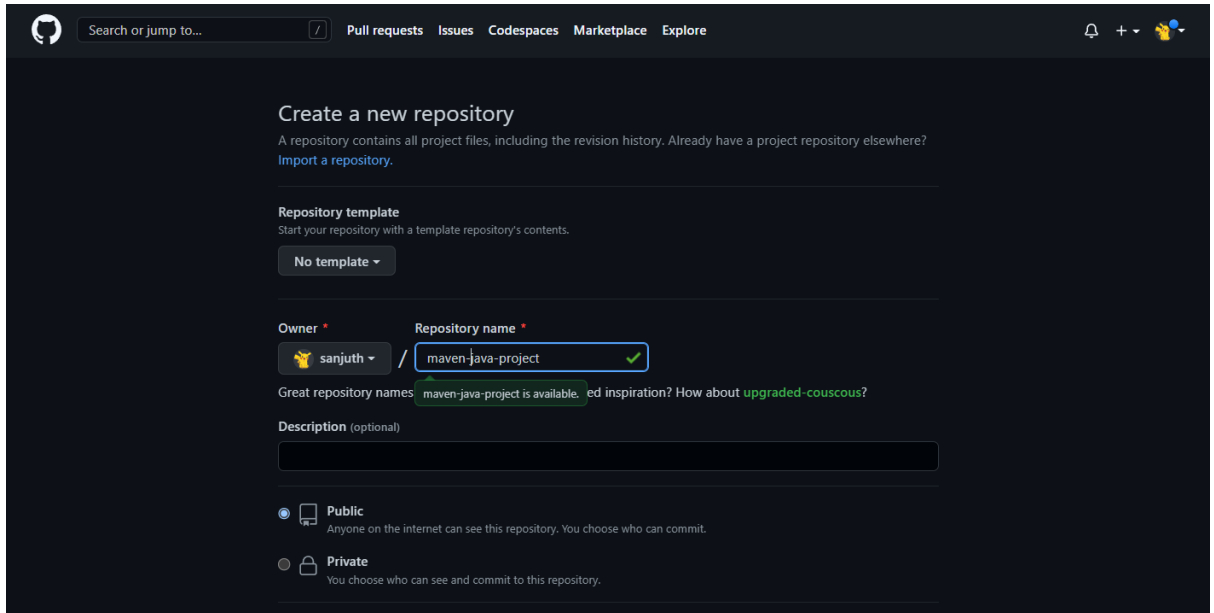 Search or jump to... / Pull requests Issues Codespaces Marketplace Explore
Create a new repository
A repository contains all project files, including the revision history. Already have a project repository elsewhere?
Import a repository.
Repository template
Start your repository with a template repository's contents.
No template
Owner * Repository name *
sanjuth / maven-java-project
Great repository names ed inspiration? How about upgraded-couscous?
maven-java-project is available.
Description (optional)
Public
Anyone on the internet can see this repository. You choose who can commit.
Private
You choose who can see and commit to this repository.